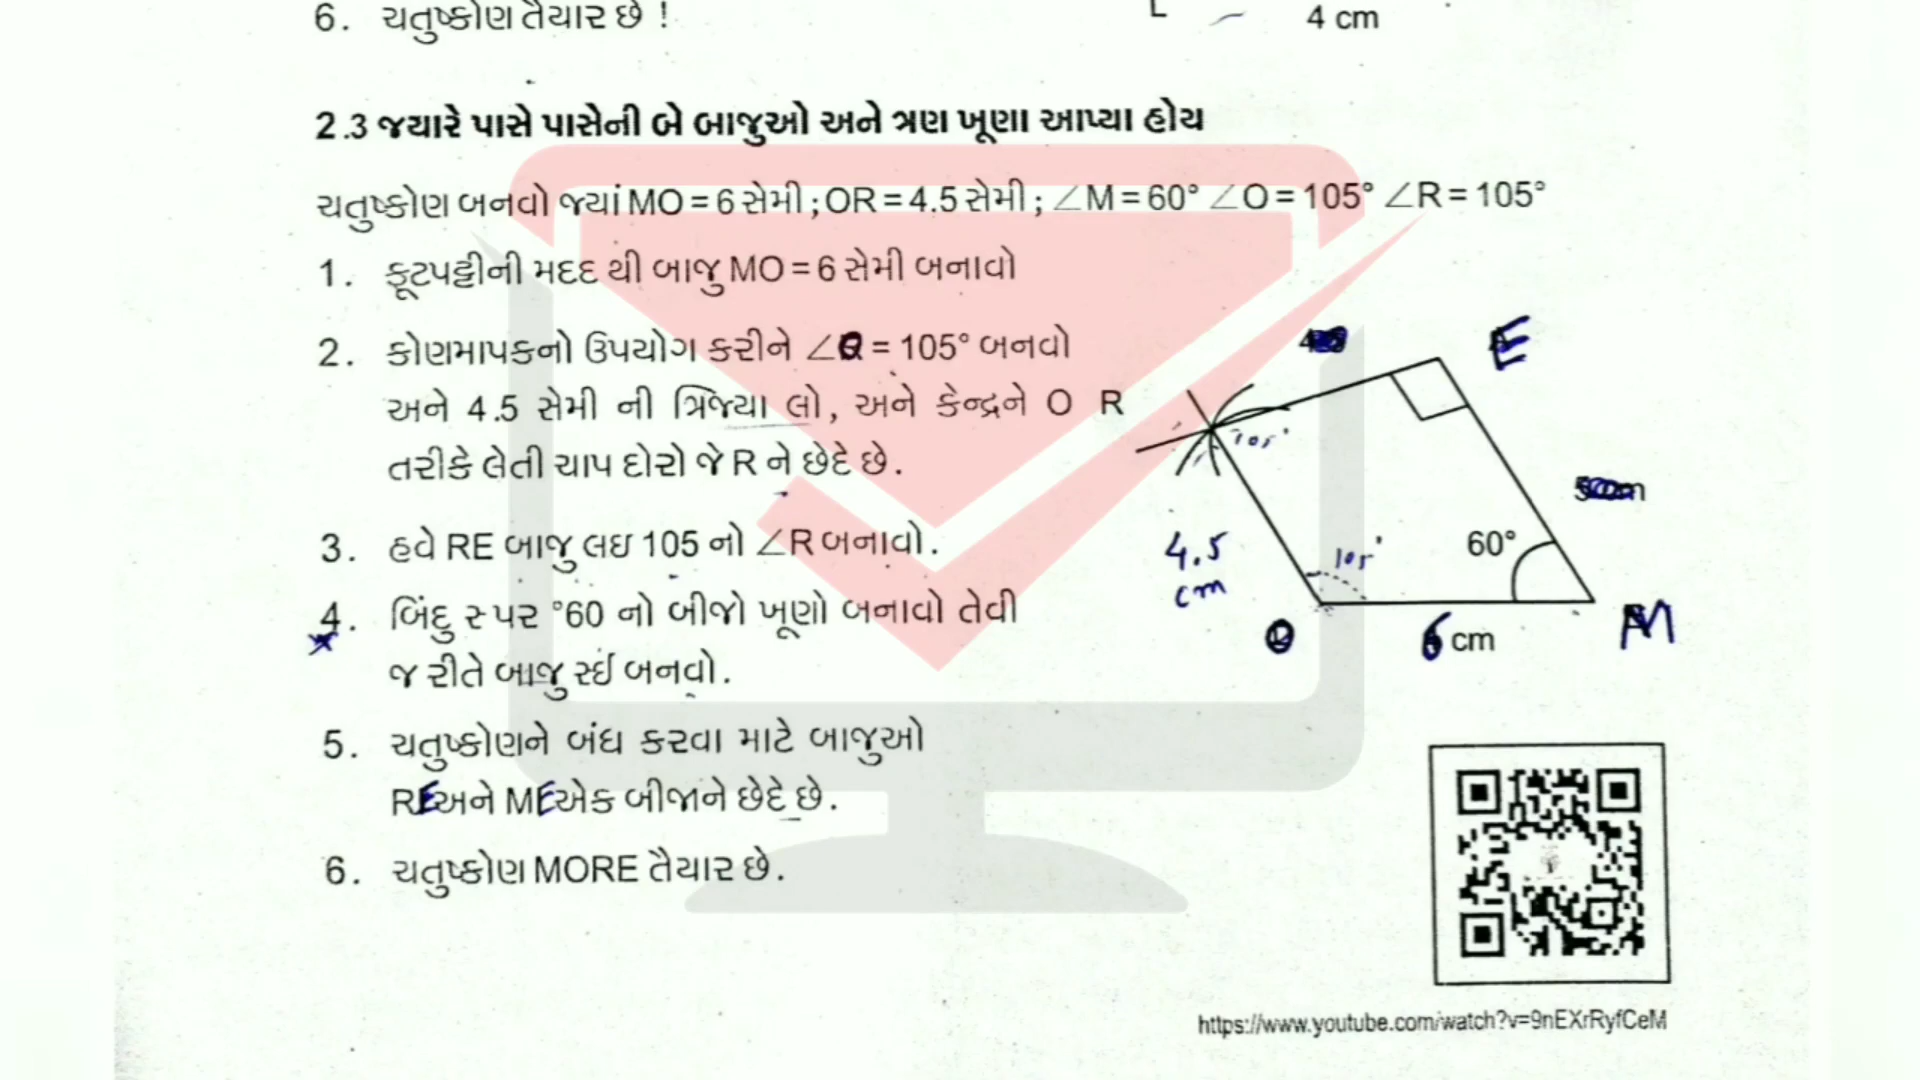 6. ચતુષ્કોણ તૈયાર છે !
L 4 cm
2.3 જયારે પાસે પાસેની બે બાજુઓ અને ત્રણ ખૂણા આપ્યા હોય
ચતુષ્કોણ બનવો જ્યાં MO = 6 સેમી ; OR = 4.5 સેમી ; ∠M = 60° ∠O = 105° ∠R = 105°
1. ફૂટપટ્ટીની મદદ થી બાજુ MO = 6 સેમી બનાવો
2. કોણમાપકનો ઉપયોગ કરીને ∠O = 105° બનવો
અને 4.5 સેમી ની ત્રિજ્યા લો, અને કેન્દ્રને O R
તરીકે લેતી ચાપ દોરો જે R ને છેદે છે.
3. હવે RE બાજુ લઇ 105 નો ∠R બનાવો.
4. બિંદુ સ્પર °60 નો બીજો ખૂણો બનાવો તેવી
જ રીતે બાજુ રઈ બનવો.
5. ચતુષ્કોણને બંધ કરવા માટે બાજુઓ
RE અને ME એક બીજાને છેદે છે.
6. ચતુષ્કોણ MORE તૈયાર છે.
E
105°
4.5
cm
105°
60°
O
6 cm
M
https://www.youtube.com/watch?v=9nEXrRyfCeM